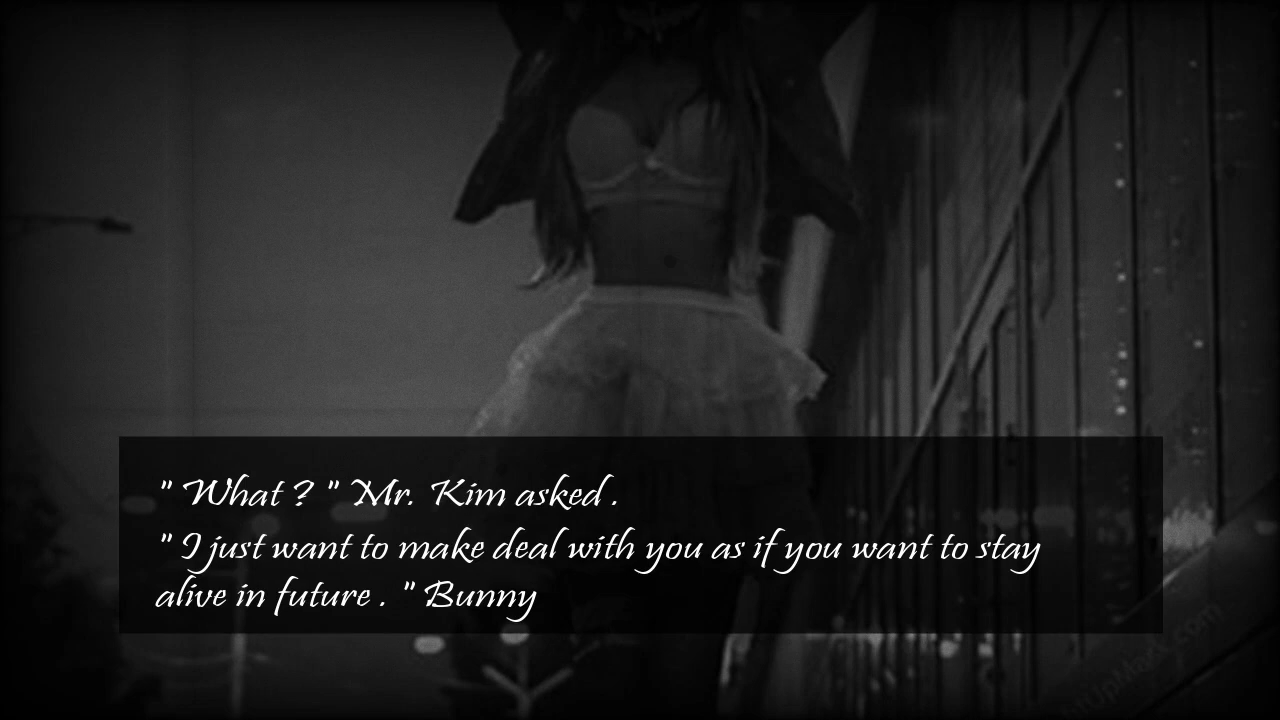 " What ? " Mr. Kim asked .
" I just want to make deal with you as if you want to stay
alive in future . " Bunny